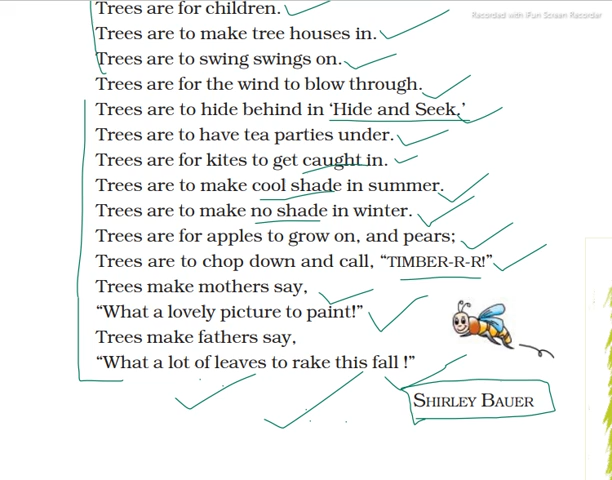 Trees are for children.
Recorded with iFun Screen Recorder
Trees are to make tree houses in.
Trees are to swing swings on.
Trees are for the wind to blow through.
Trees are to hide behind in ‘Hide and Seek.’
Trees are to have tea parties under.
Trees are for kites to get caught in.
Trees are to make cool shade in summer.
Trees are to make no shade in winter.
Trees are for apples to grow on, and pears;
Trees are to chop down and call, “TIMBER-R-R!”
Trees make mothers say,
“What a lovely picture to paint!”
Trees make fathers say,
“What a lot of leaves to rake this fall !”
SHIRLEY BAUER